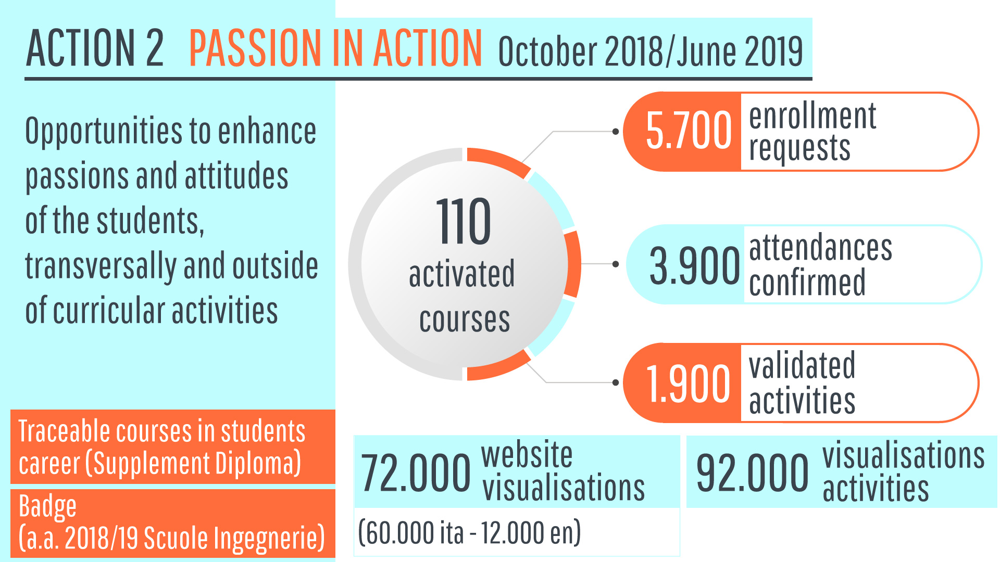 ACTION 2 PASSION IN ACTION October 2018/June 2019
Opportunities to enhance
passions and attitudes
of the students,
transversally and outside
of curricular activities
Traceable courses in students
career (Supplement Diploma)
Badge
(a.a. 2018/19 Scuole Ingegnerie)
110
activated
courses
5.700 enrollment
requests
3.900 attendances
confirmed
1.900 validated
activities
72.000 website
visualisations
(60.000 ita - 12.000 en)
92.000 visualisations
activities